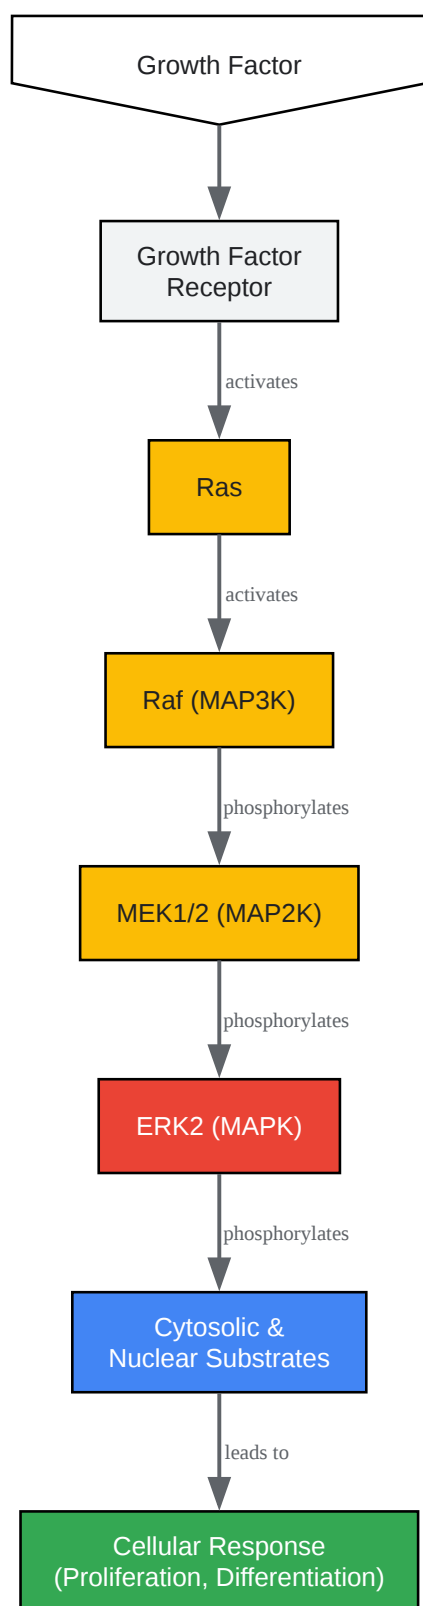 Growth Factor
Growth Factor
Receptor
activates
Ras
activates
Raf (MAP3K)
phosphorylates
MEK1/2 (MAP2K)
phosphorylates
ERK2 (MAPK)
phosphorylates
Cytosolic &
Nuclear Substrates
leads to
Cellular Response
(Proliferation, Differentiation)